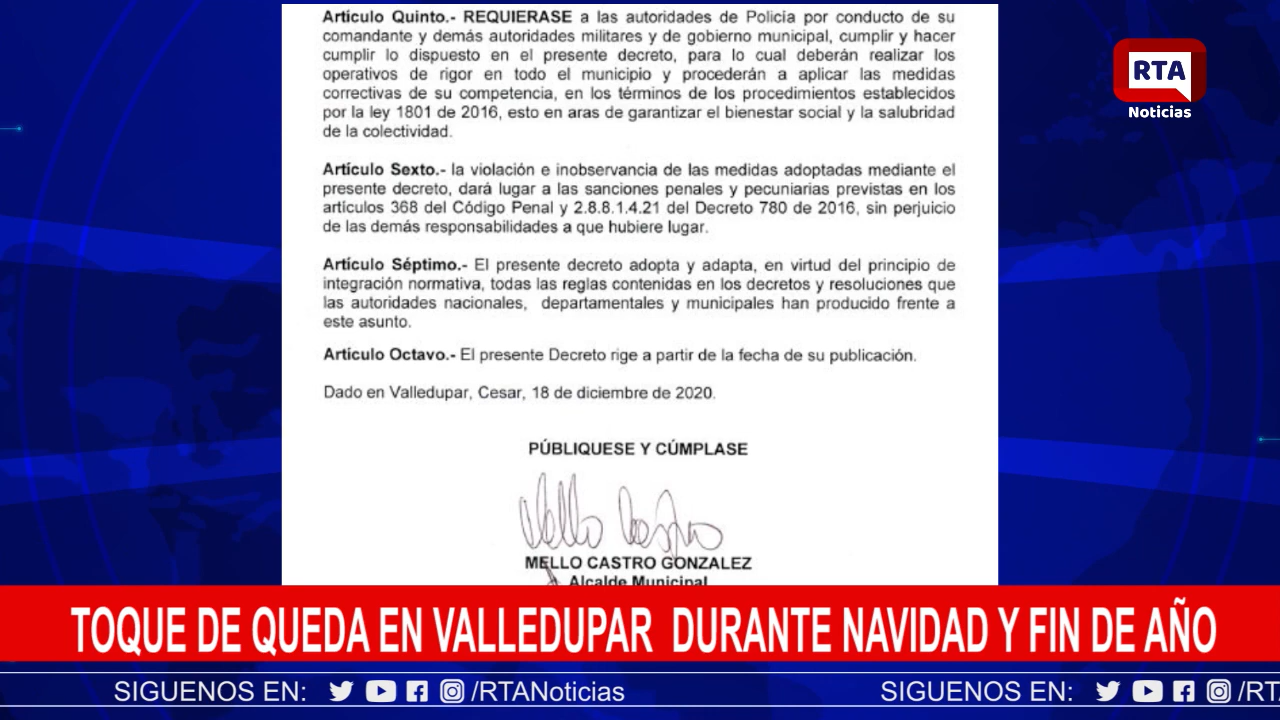 Artículo Quinto.- REQUIERASE a las autoridades de Policía por conducto de su
comandante y demás autoridades militares y de gobierno municipal, cumplir y hacer
cumplir lo dispuesto en el presente decreto, para lo cual deberán realizar los
operativos de rigor en todo el municipio y procederán a aplicar las medidas
correctivas de su competencia, en los términos de los procedimientos establecidos
por la ley 1801 de 2016, esto en aras de garantizar el bienestar social y la salubridad
de la colectividad.
Artículo Sexto.- la violación e inobservancia de las medidas adoptadas mediante el
presente decreto, dará lugar a las sanciones penales y pecuniarias previstas en los
artículos 368 del Código Penal y 2.8.8.1.4.21 del Decreto 780 de 2016, sin perjuicio
de las demás responsabilidades a que hubiere lugar.
Artículo Séptimo.- El presente decreto adopta y adapta, en virtud del principio de
integración normativa, todas las reglas contenidas en los decretos y resoluciones que
las autoridades nacionales, departamentales y municipales han producido frente a
este asunto.
Artículo Octavo.- El presente Decreto rige a partir de la fecha de su publicación.
Dado en Valledupar, Cesar, 18 de diciembre de 2020.
PÚBLIQUESE Y CÚMPLASE
Mello Castro
MELLO CASTRO GONZALEZ
Alcalde Municipal
RTA
Noticias
TOQUE DE QUEDA EN VALLEDUPAR DURANTE NAVIDAD Y FIN DE AÑO
SIGUENOS EN: /RTANoticias SIGUENOS EN: /RTA